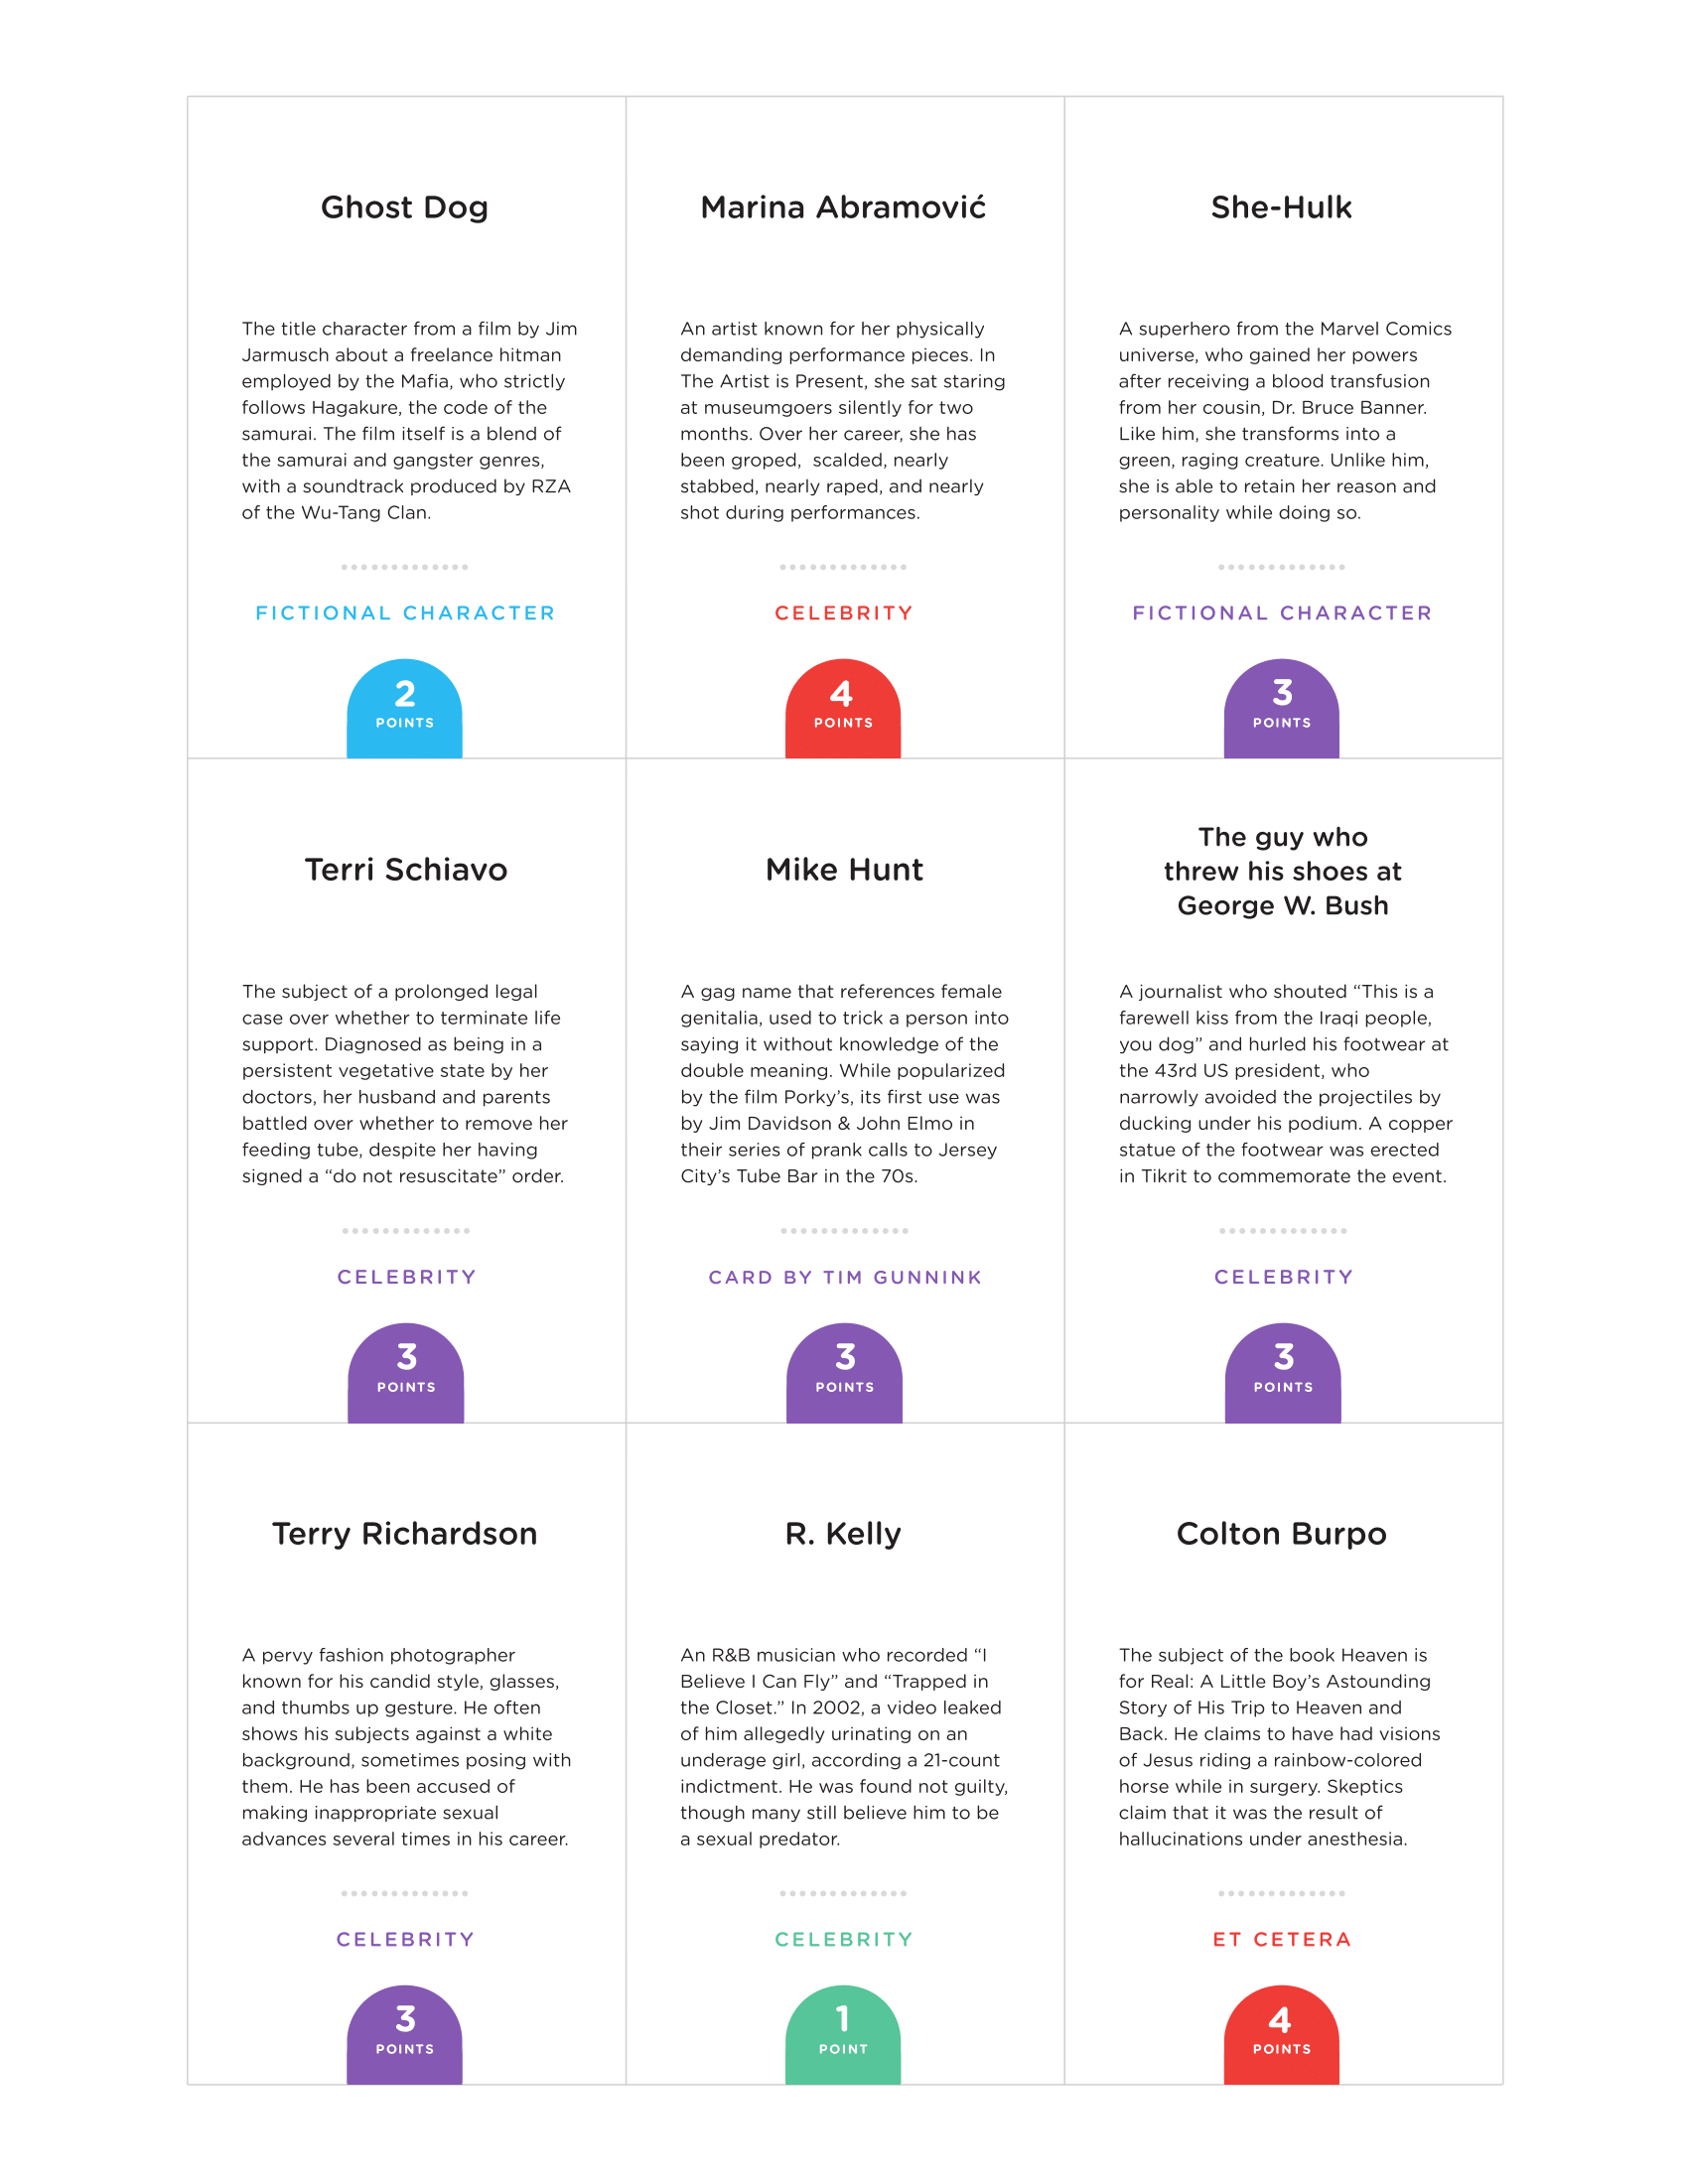 Ghost Dog
The title character from a film by Jim
Jarmusch about a freelance hitman
employed by the Mafia, who strictly
follows Hagakure, the code of the
samurai. The film itself is a blend of
the samurai and gangster genres,
with a soundtrack produced by RZA
of the Wu-Tang Clan.
FICTIONAL CHARACTER
2
POINTS
Marina Abramović
An artist known for her physically
demanding performance pieces. In
The Artist is Present, she sat staring
at museumgoers silently for two
months. Over her career, she has
been groped,  scalded, nearly
stabbed, nearly raped, and nearly
shot during performances.
CELEBRITY
4
POINTS
She-Hulk
A superhero from the Marvel Comics
universe, who gained her powers
after receiving a blood transfusion
from her cousin, Dr. Bruce Banner.
Like him, she transforms into a
green, raging creature. Unlike him,
she is able to retain her reason and
personality while doing so.
FICTIONAL CHARACTER
3
POINTS
Terri Schiavo
The subject of a prolonged legal
case over whether to terminate life
support. Diagnosed as being in a
persistent vegetative state by her
doctors, her husband and parents
battled over whether to remove her
feeding tube, despite her having
signed a “do not resuscitate” order.
CELEBRITY
3
POINTS
Mike Hunt
A gag name that references female
genitalia, used to trick a person into
saying it without knowledge of the
double meaning. While popularized
by the film Porky’s, its first use was
by Jim Davidson & John Elmo in
their series of prank calls to Jersey
City’s Tube Bar in the 70s.
CARD BY TIM GUNNINK
3
POINTS
The guy who
threw his shoes at
George W. Bush
A journalist who shouted “This is a
farewell kiss from the Iraqi people,
you dog” and hurled his footwear at
the 43rd US president, who
narrowly avoided the projectiles by
ducking under his podium. A copper
statue of the footwear was erected
in Tikrit to commemorate the event.
CELEBRITY
3
POINTS
Terry Richardson
A pervy fashion photographer
known for his candid style, glasses,
and thumbs up gesture. He often
shows his subjects against a white
background, sometimes posing with
them. He has been accused of
making inappropriate sexual
advances several times in his career.
CELEBRITY
3
POINTS
R. Kelly
An R&B musician who recorded “I
Believe I Can Fly” and “Trapped in
the Closet.” In 2002, a video leaked
of him allegedly urinating on an
underage girl, according a 21-count
indictment. He was found not guilty,
though many still believe him to be
a sexual predator.
CELEBRITY
1
POINT
Colton Burpo
The subject of the book Heaven is
for Real: A Little Boy’s Astounding
Story of His Trip to Heaven and
Back. He claims to have had visions
of Jesus riding a rainbow-colored
horse while in surgery. Skeptics
claim that it was the result of
hallucinations under anesthesia.
ET CETERA
4
POINTS